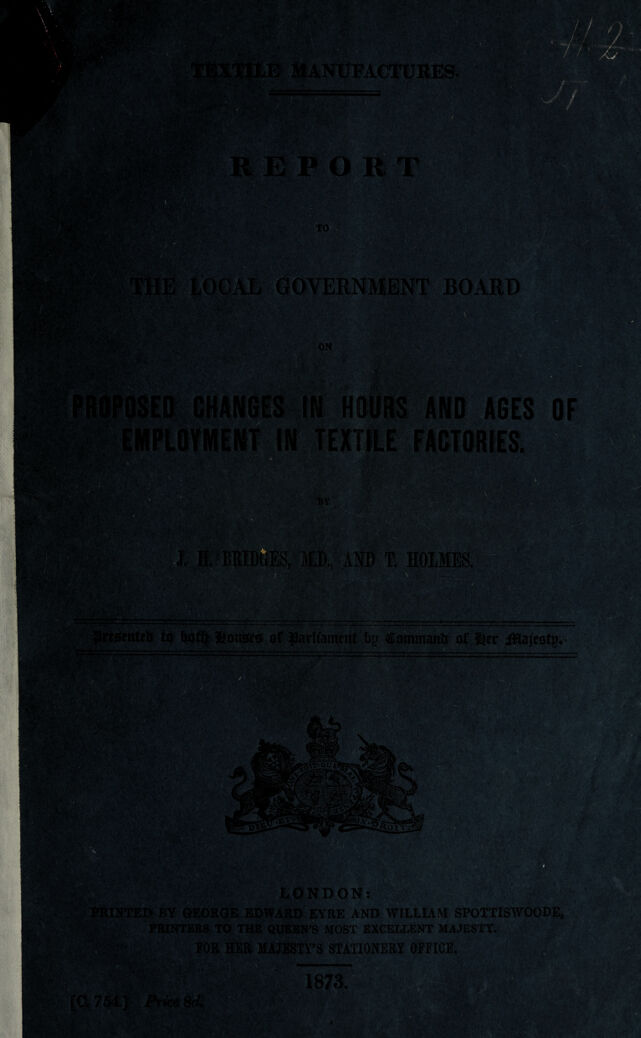 TEXTILE MANUFACTURES.
REPORT
TO
THE LOCAL GOVERNMENT BOARD
ON
PROPOSED CHANGES IN HOURS AND AGES OF
EMPLOYMENT IN TEXTILE FACTORIES.
BY
J. H. BRIDGES, M.D., AND T. HOLMES.
Presented to both Houses of Parliament by Command of Her Majesty.
LONDON:
PRINTED BY GEORGE EDWARD EYRE AND WILLIAM SPOTTISWOODE,
PRINTERS TO THE QUEEN'S MOST EXCELLENT MAJESTY.
FOR HER MAJESTY'S STATIONERY OFFICE.
1873.
[C. 754.] Price 8d.